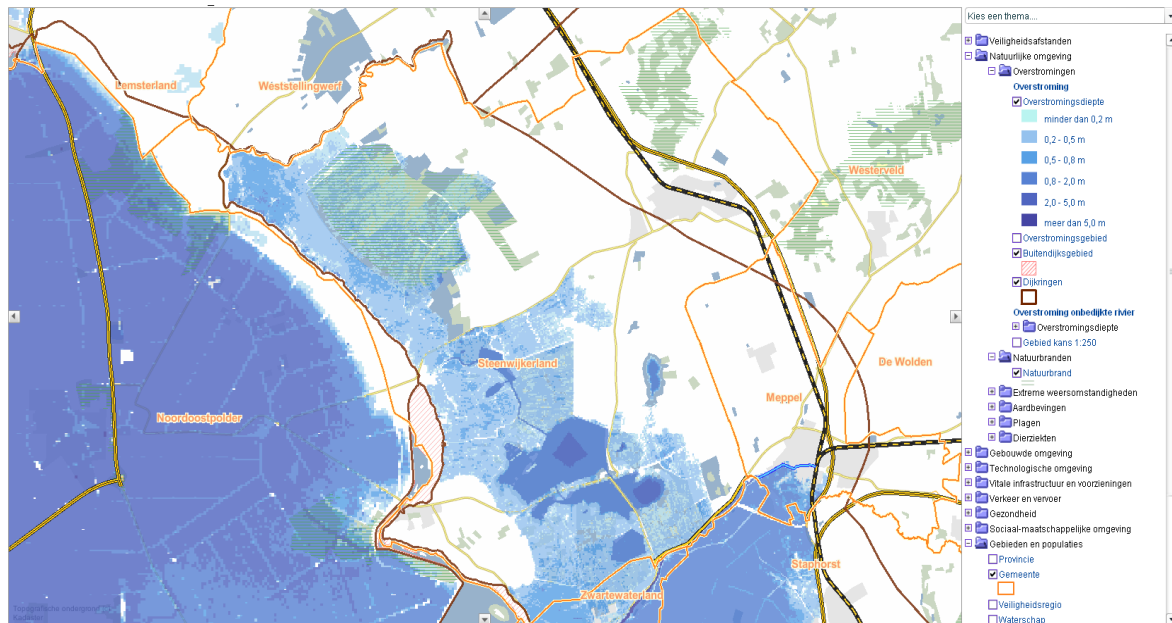 Lemsterland
Weststellingwerf
Westerveld
Steenwijkerland
De Wolden
Meppel
Noordoostpolder
Staphorst
Zwartewaterland
Topografische ondergrond
Kadaster
Kies een thema....
Veiligheidsafstanden
Natuurlijke omgeving
Overstromingen
Overstroming
Overstromingsdiepte
minder dan 0,2 m
0,2 - 0,5 m
0,5 - 0,8 m
0,8 - 2,0 m
2,0 - 5,0 m
meer dan 5,0 m
Overstromingsgebied
Buitendijksgebied
Dijkringen
Overstroming onbedijkte rivier
Overstromingsdiepte
Gebied kans 1:250
Natuurbranden
Natuurbrand
Extreme weersomstandigheden
Aardbevingen
Plagen
Dierziekten
Gebouwde omgeving
Technologische omgeving
Vitale infrastructuur en voorzieningen
Verkeer en vervoer
Gezondheid
Sociaal-maatschappelijke omgeving
Gebieden en populaties
Provincie
Gemeente
Veiligheidsregio
Waterschap